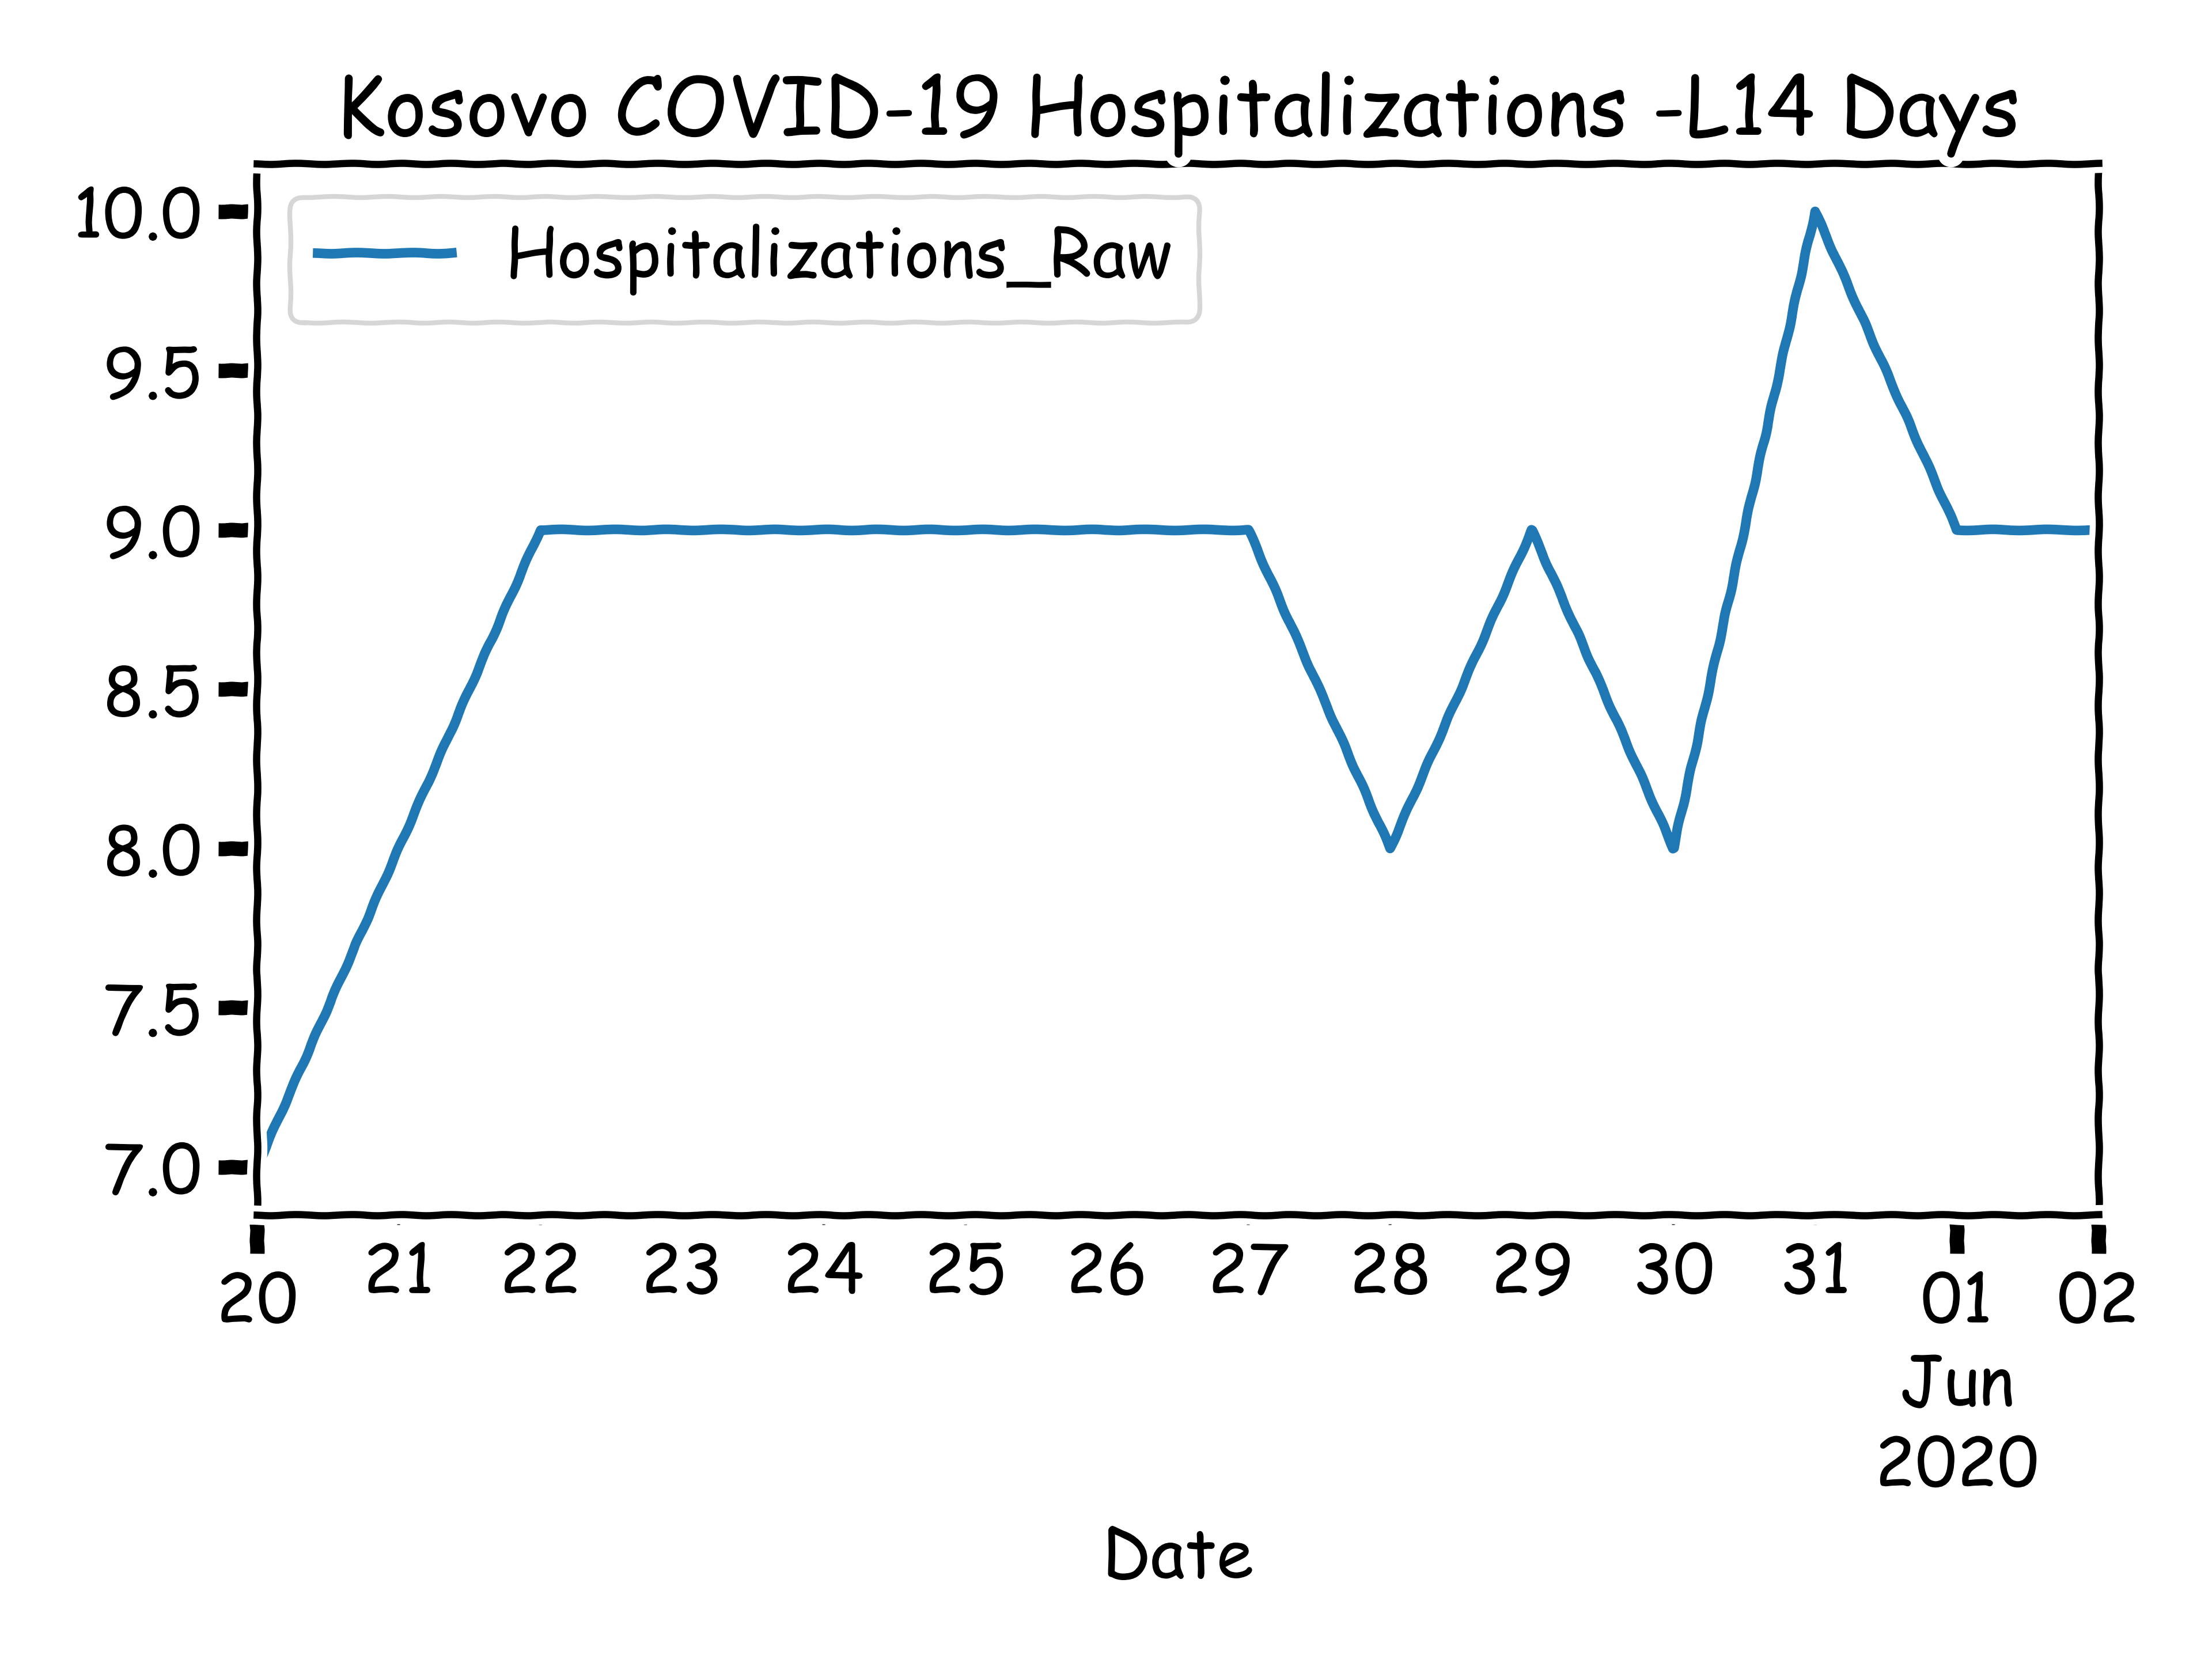 Kosovo COVID-19 Hospitalizations -L14 Days
Hospitalizations_Raw
10.0
9.5
9.0
8.5
8.0
7.5
7.0
20 21 22 23 24 25 26 27 28 29 30 31 01 02
Jun
2020
Date